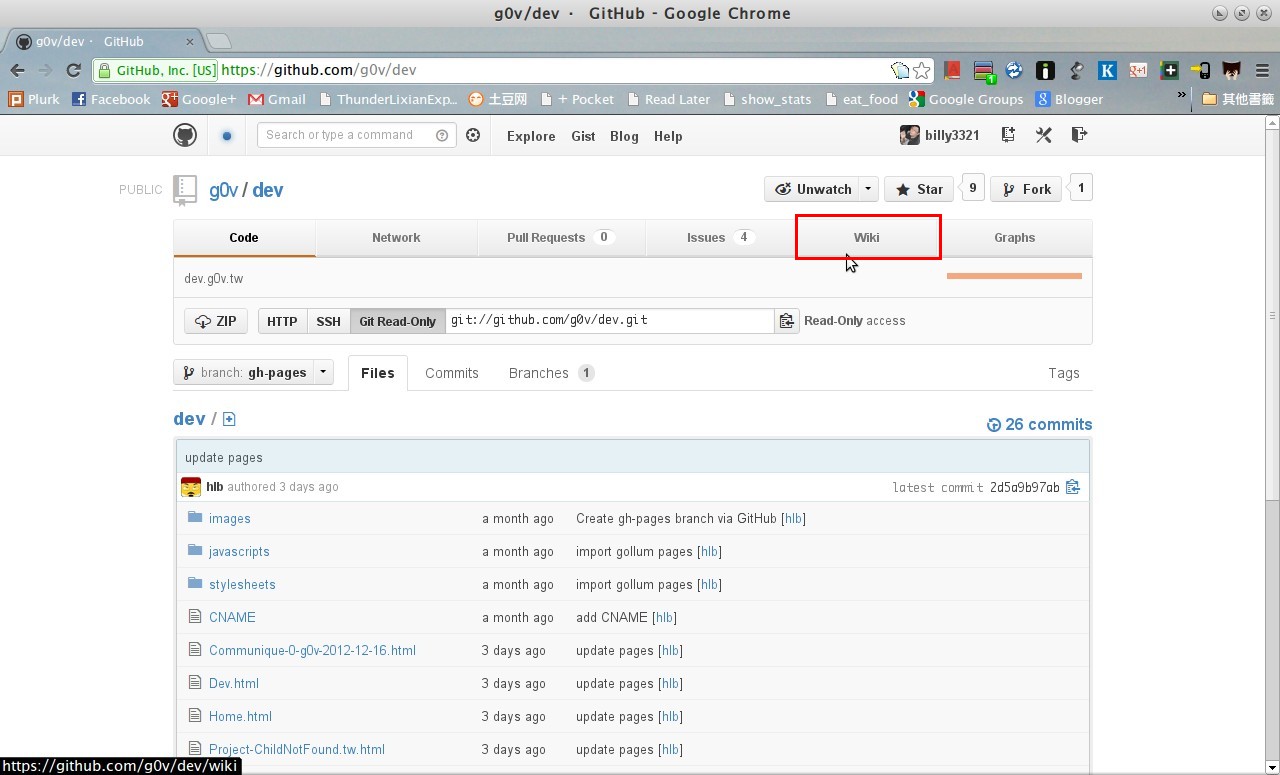 g0v/dev · GitHub - Google Chrome
g0v/dev · GitHub
GitHub, Inc. [US] https://github.com/g0v/dev
Plurk Facebook Google+ Gmail ThunderLixianExp... 土豆网 + Pocket Read Later show_stats eat_food Google Groups Blogger » 其他書籤
Search or type a command Explore Gist Blog Help billy3321
PUBLIC g0v / dev Unwatch Star 9 Fork 1
Code Network Pull Requests 0 Issues 4 Wiki Graphs
dev.g0v.tw
ZIP HTTP SSH Git Read-Only git://github.com/g0v/dev.git Read-Only access
branch: gh-pages Files Commits Branches 1 Tags
dev / 26 commits
update pages
hlb authored 3 days ago latest commit 2d5a9b97ab
images a month ago Create gh-pages branch via GitHub [hlb]
javascripts a month ago import gollum pages [hlb]
stylesheets a month ago import gollum pages [hlb]
CNAME a month ago add CNAME [hlb]
Communique-0-g0v-2012-12-16.html 3 days ago update pages [hlb]
Dev.html 3 days ago update pages [hlb]
Home.html 3 days ago update pages [hlb]
Project-ChildNotFound.tw.html 3 days ago update pages [hlb]
https://github.com/g0v/dev/wiki